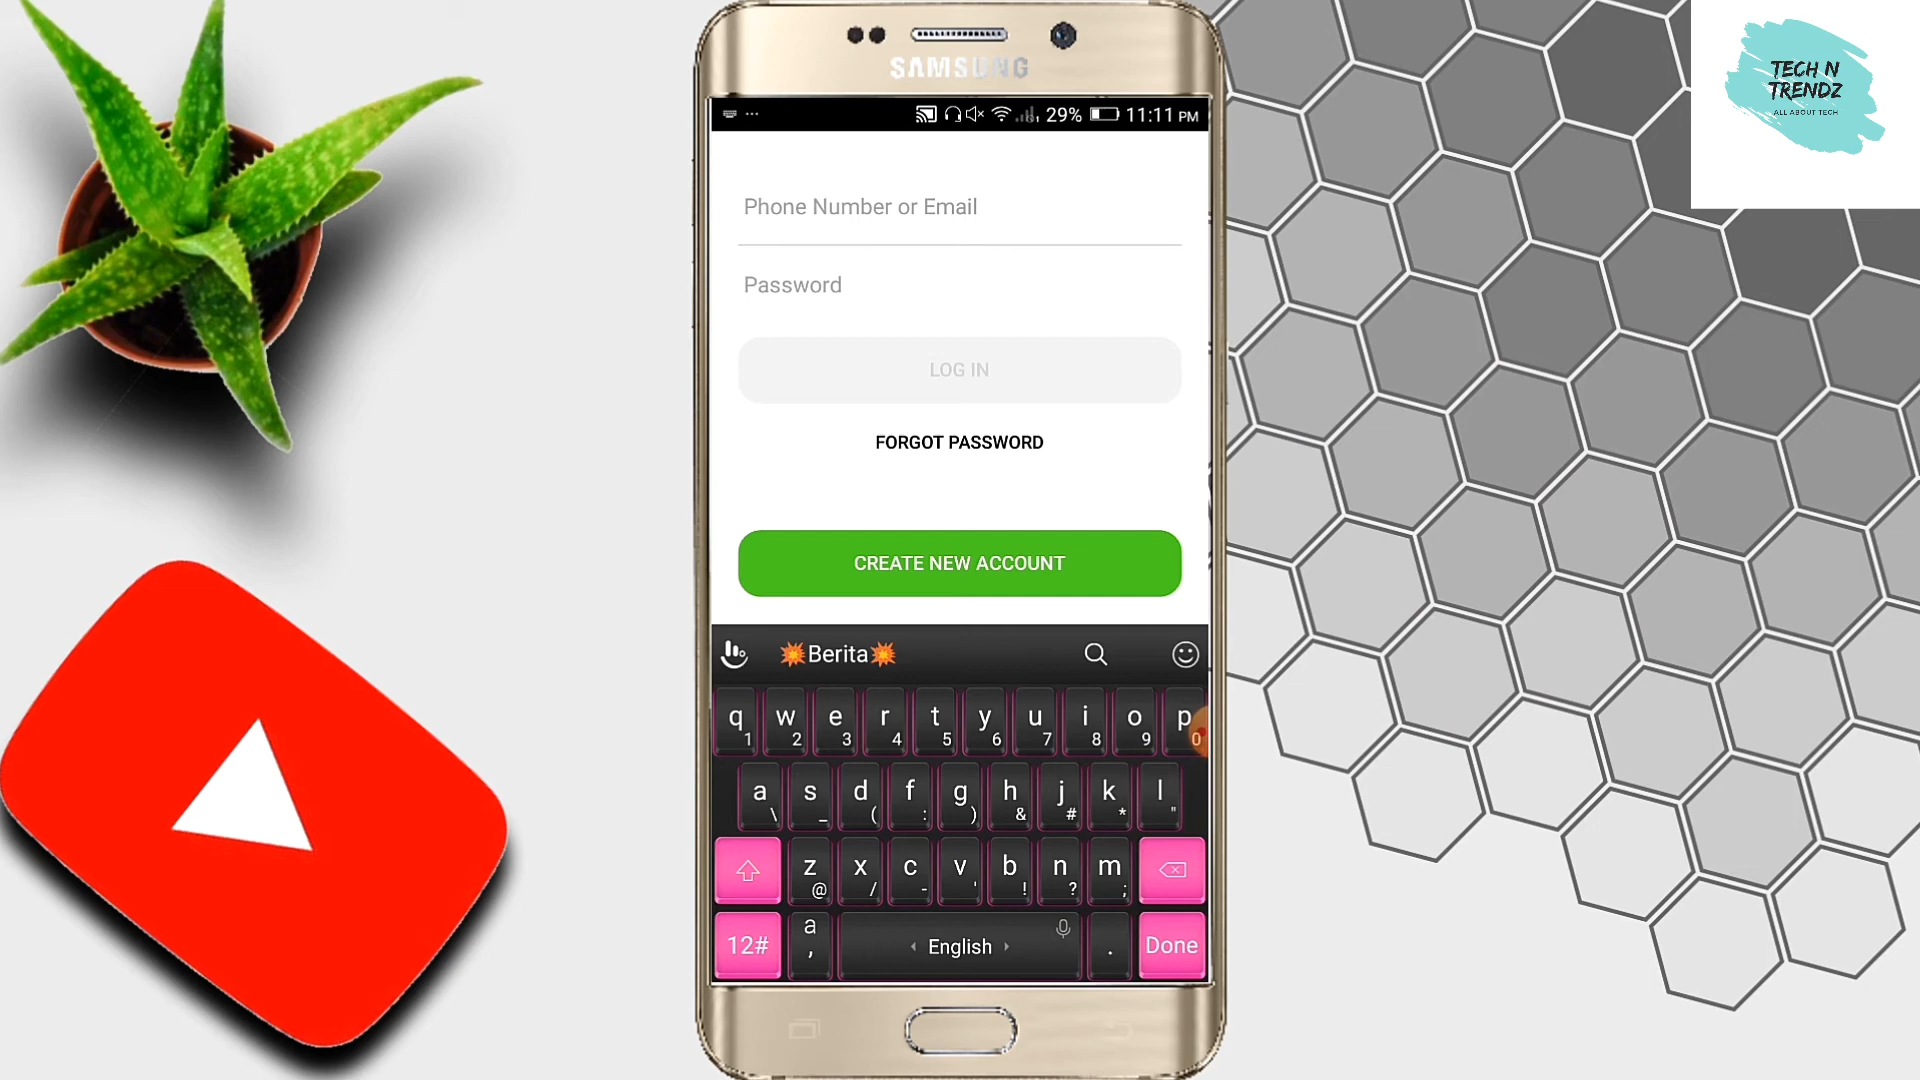 SAMSUNG
29% 11:11 PM
TECH N
TRENDZ
ALL ABOUT TECH
Phone Number or Email
Password
LOG IN
FORGOT PASSWORD
CREATE NEW ACCOUNT
💥Berita💥
q w e r t y u i o p
1 2 3 4 5 6 7 8 9 0
a s d f g h j k l
\ _ ( : ) & # * "
z x c v b n m
@ / - ' ! ? ;
12# a , English . Done